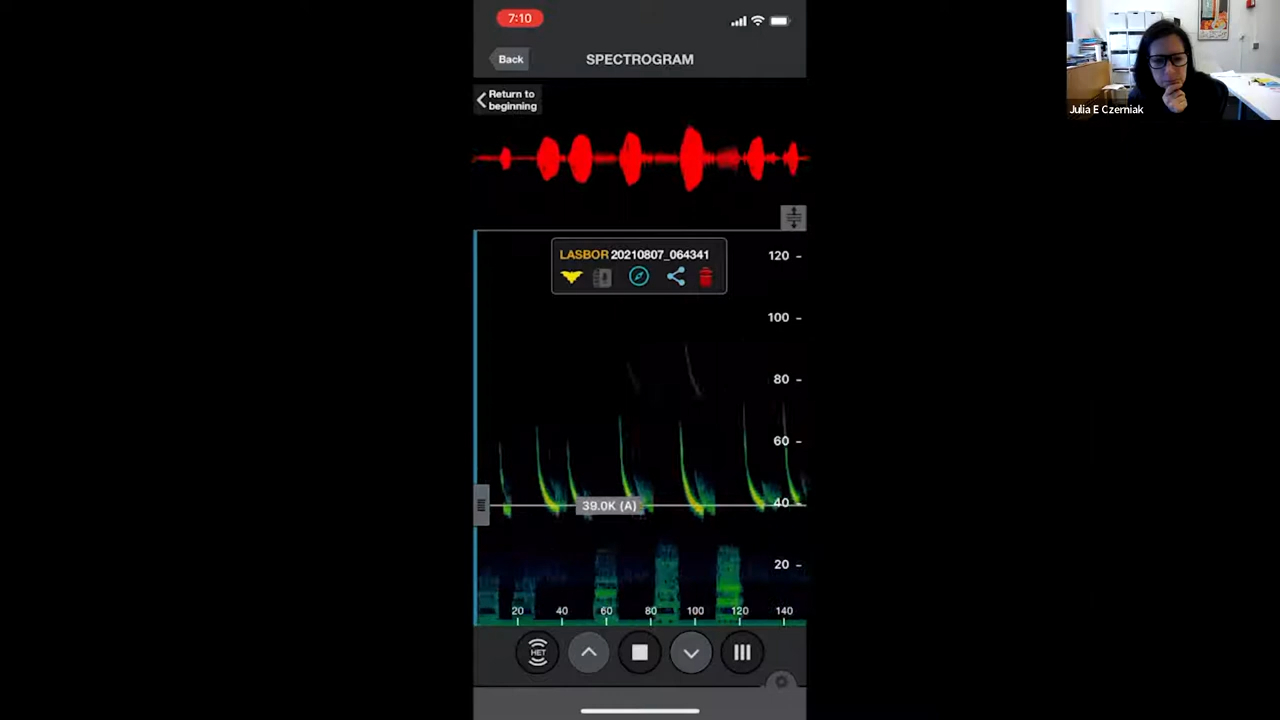 7:10
Back
SPECTROGRAM
Return to
beginning
Julia E Czerniak
LASBOR 20210807_064341
120
100
80
60
40
39.0K (A)
20
20 40 60 80 100 120 140
HET